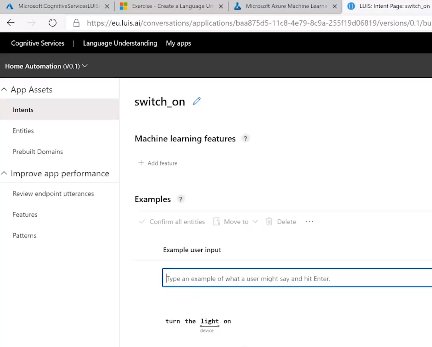 Microsoft.CognitiveServicesLUIS
Exercise - Create a Language Un
Microsoft Azure Machine Learni
LUIS: Intent Page: switch_on
https://eu.luis.ai/conversations/applications/baa875d5-11c8-4e79-8c9a-255f19d06819/versions/0.1/bu
Cognitive Services | Language Understanding My apps
Home Automation (V0.1)
App Assets
Intents
Entities
Prebuilt Domains
Improve app performance
Review endpoint utterances
Features
Patterns
switch_on
Machine learning features ?
+ Add feature
Examples ?
Confirm all entities Move to Delete ...
Example user input
Type an example of what a user might say and hit Enter.
turn the light on
device